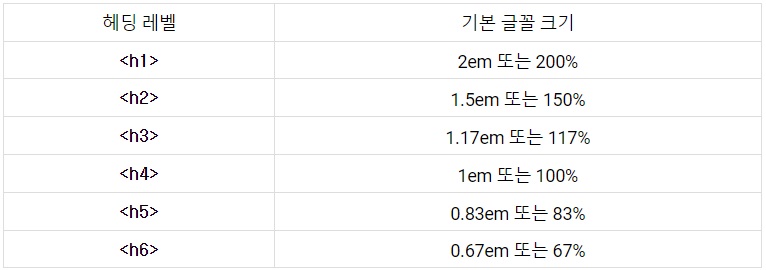 헤딩 레벨 기본 글꼴 크기
<h1> 2em 또는 200%
<h2> 1.5em 또는 150%
<h3> 1.17em 또는 117%
<h4> 1em 또는 100%
<h5> 0.83em 또는 83%
<h6> 0.67em 또는 67%